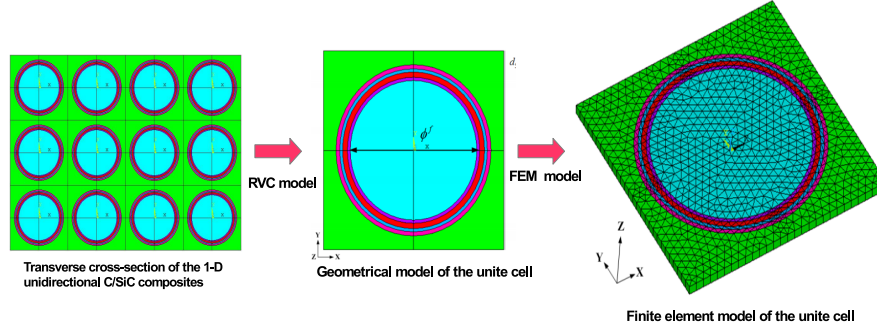 d.
RVC model
ϕ^f
FEM model
Y
Z X
Z
Y
X
Transverse cross-section of the 1-D
unidirectional C/SiC composites
Geometrical model of the unite cell
Finite element model of the unite cell